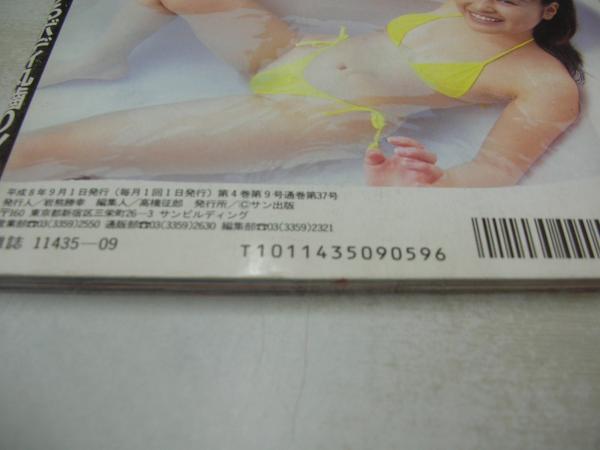 平成8年9月1日発行（毎月1回1日発行）第4巻第9号通巻第37号
発行人／岩熊勝幸 編集人／高橋征郎 発行所／©サン出版
〒160 東京都新宿区三栄町26－3 サンビルディング
営業部☎03(3359)2550 通販部☎03(3359)2630 編集部☎03(3359)2321
雑誌 11435―09
T1011435090596